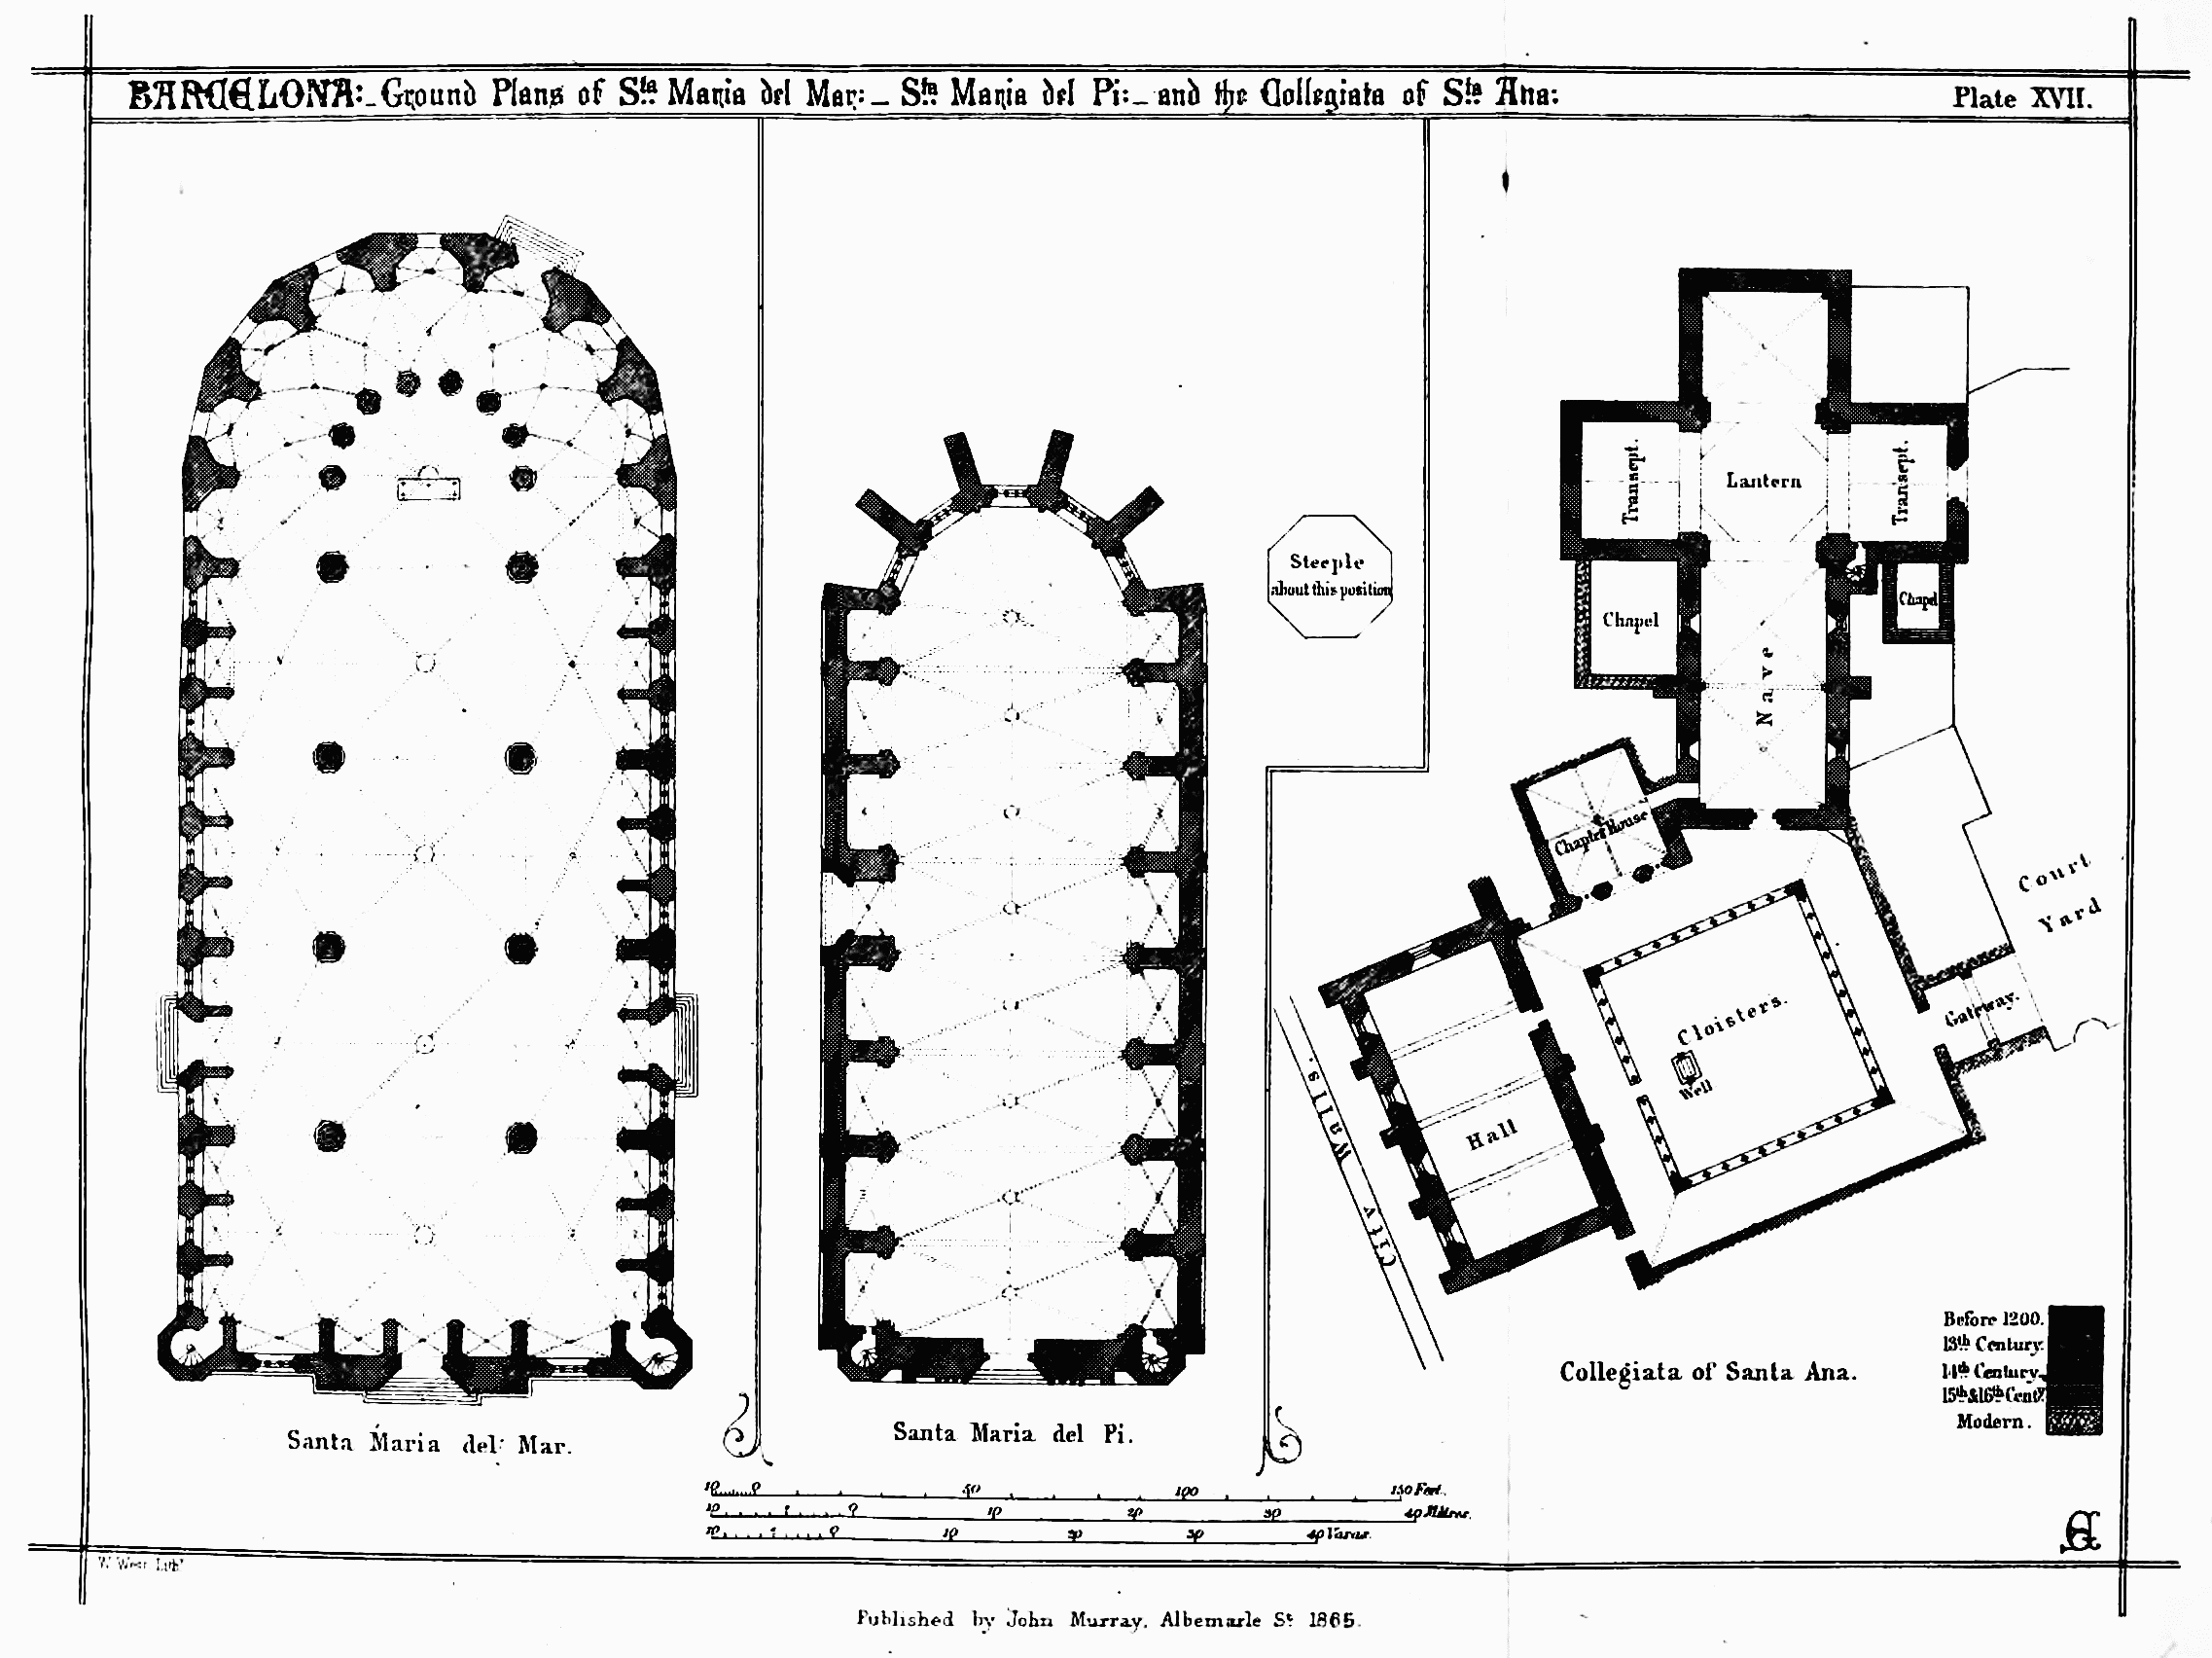 BARCELONA:- Ground Plans of Sta Maria del Mar:- Sta Maria del Pi:- and the Collegiata of Sta Ana:
Plate XVII.
Steeple
about this position
Transept.
Lantern
Transept.
Chapel
Chapel
Nave
Chapter House
Court
Yard
Gateway.
Cloisters.
Well
Hall
City Walls.
Before 1200.
13th Century.
14th Century.
15th & 16th Centy.
Modern.
Collegiata of Santa Ana.
Santa Maria del Mar.
Santa Maria del Pi.
10 0 50 100 150 Feet.
10 0 10 20 30 40 Mètres.
10 0 10 20 30 40 Varas.
W. West Lith.
Published by John Murray, Albemarle St. 1865.